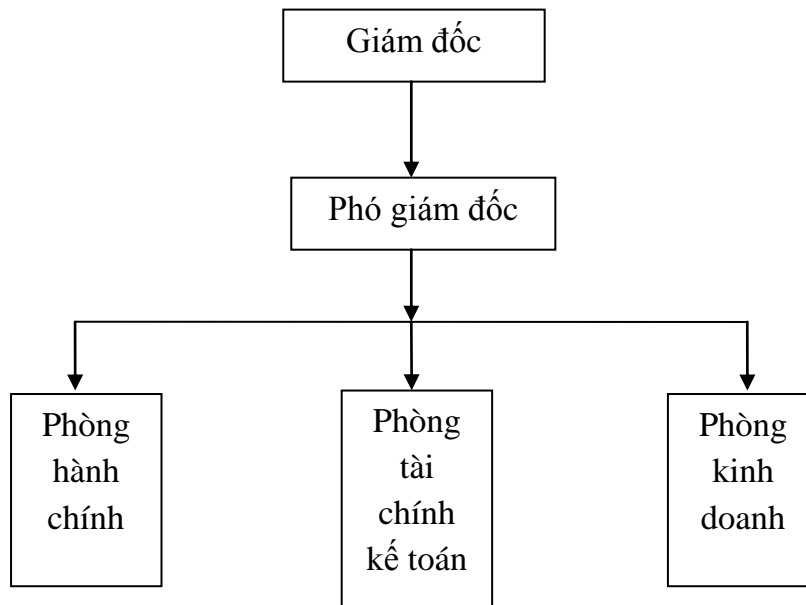 Giám đốc
Phó giám đốc
Phòng
hành
chính
Phòng
tài
chính
kế toán
Phòng
kinh
doanh